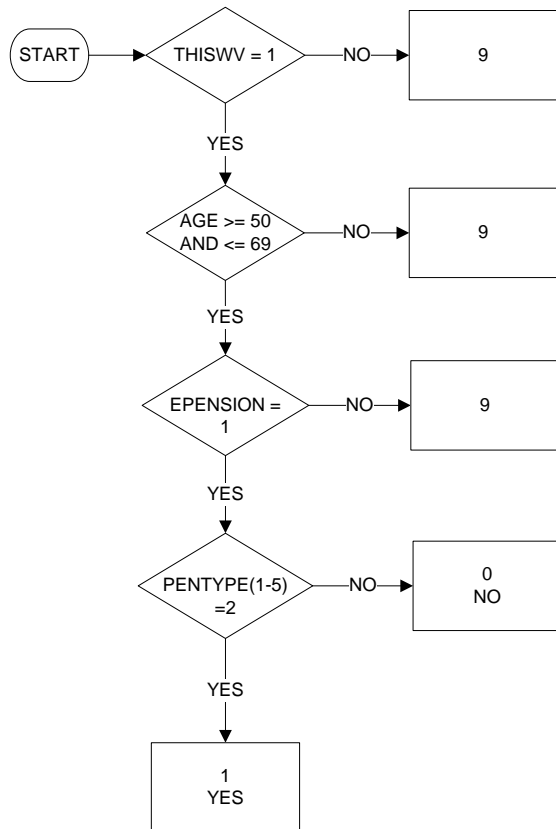 START
THISWV = 1
NO
9
YES
AGE >= 50
AND <= 69
NO
9
YES
EPENSION =
1
NO
9
YES
PENTYPE(1-5)
=2
NO
0
NO
YES
1
YES